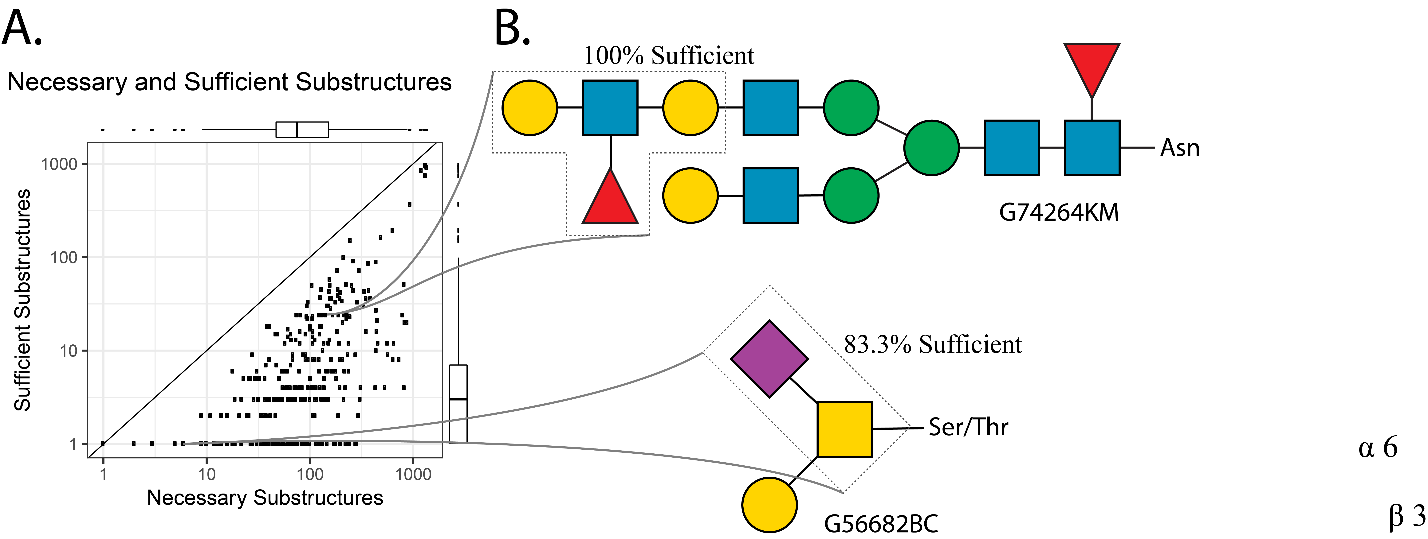 A.
B.
100% Sufficient
Necessary and Sufficient Substructures
1000
100
10
1
Sufficient Substructures
1
10
100
1000
Necessary Substructures
Asn
G74264KM
83.3% Sufficient
Ser/Thr
G56682BC
α 6
β 3